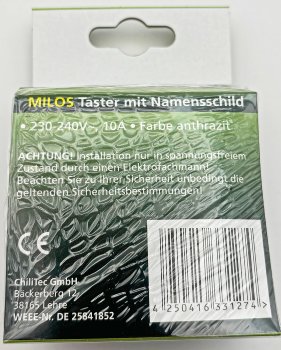 MILOS Taster mit Namensschild
• 230-240V~, 10A • Farbe anthrazit
ACHTUNG! Installation nur in spannungsfreiem
Zustand durch einen Elektrofachmann!
Beachten Sie zu Ihrer Sicherheit unbedingt die
geltenden Sicherheitsbestimmungen!
CE
ChiliTec GmbH
Bäckerberg 12
38165 Lehre
WEEE-Nr. DE 25841852
4 250416 331274 >